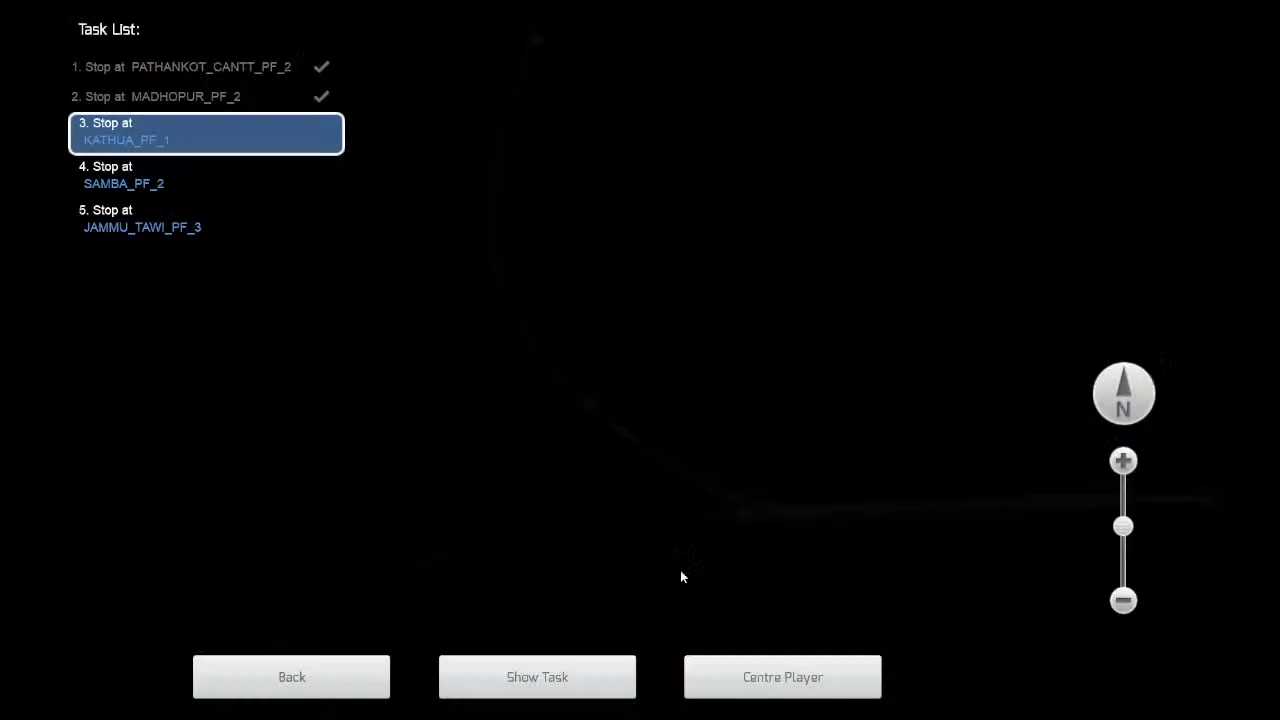 Task List:
1. Stop at PATHANKOT_CANTT_PF_2
2. Stop at MADHOPUR_PF_2
3. Stop at
KATHUA_PF_1
4. Stop at
SAMBA_PF_2
5. Stop at
JAMMU_TAWI_PF_3
N
Back
Show Task
Centre Player